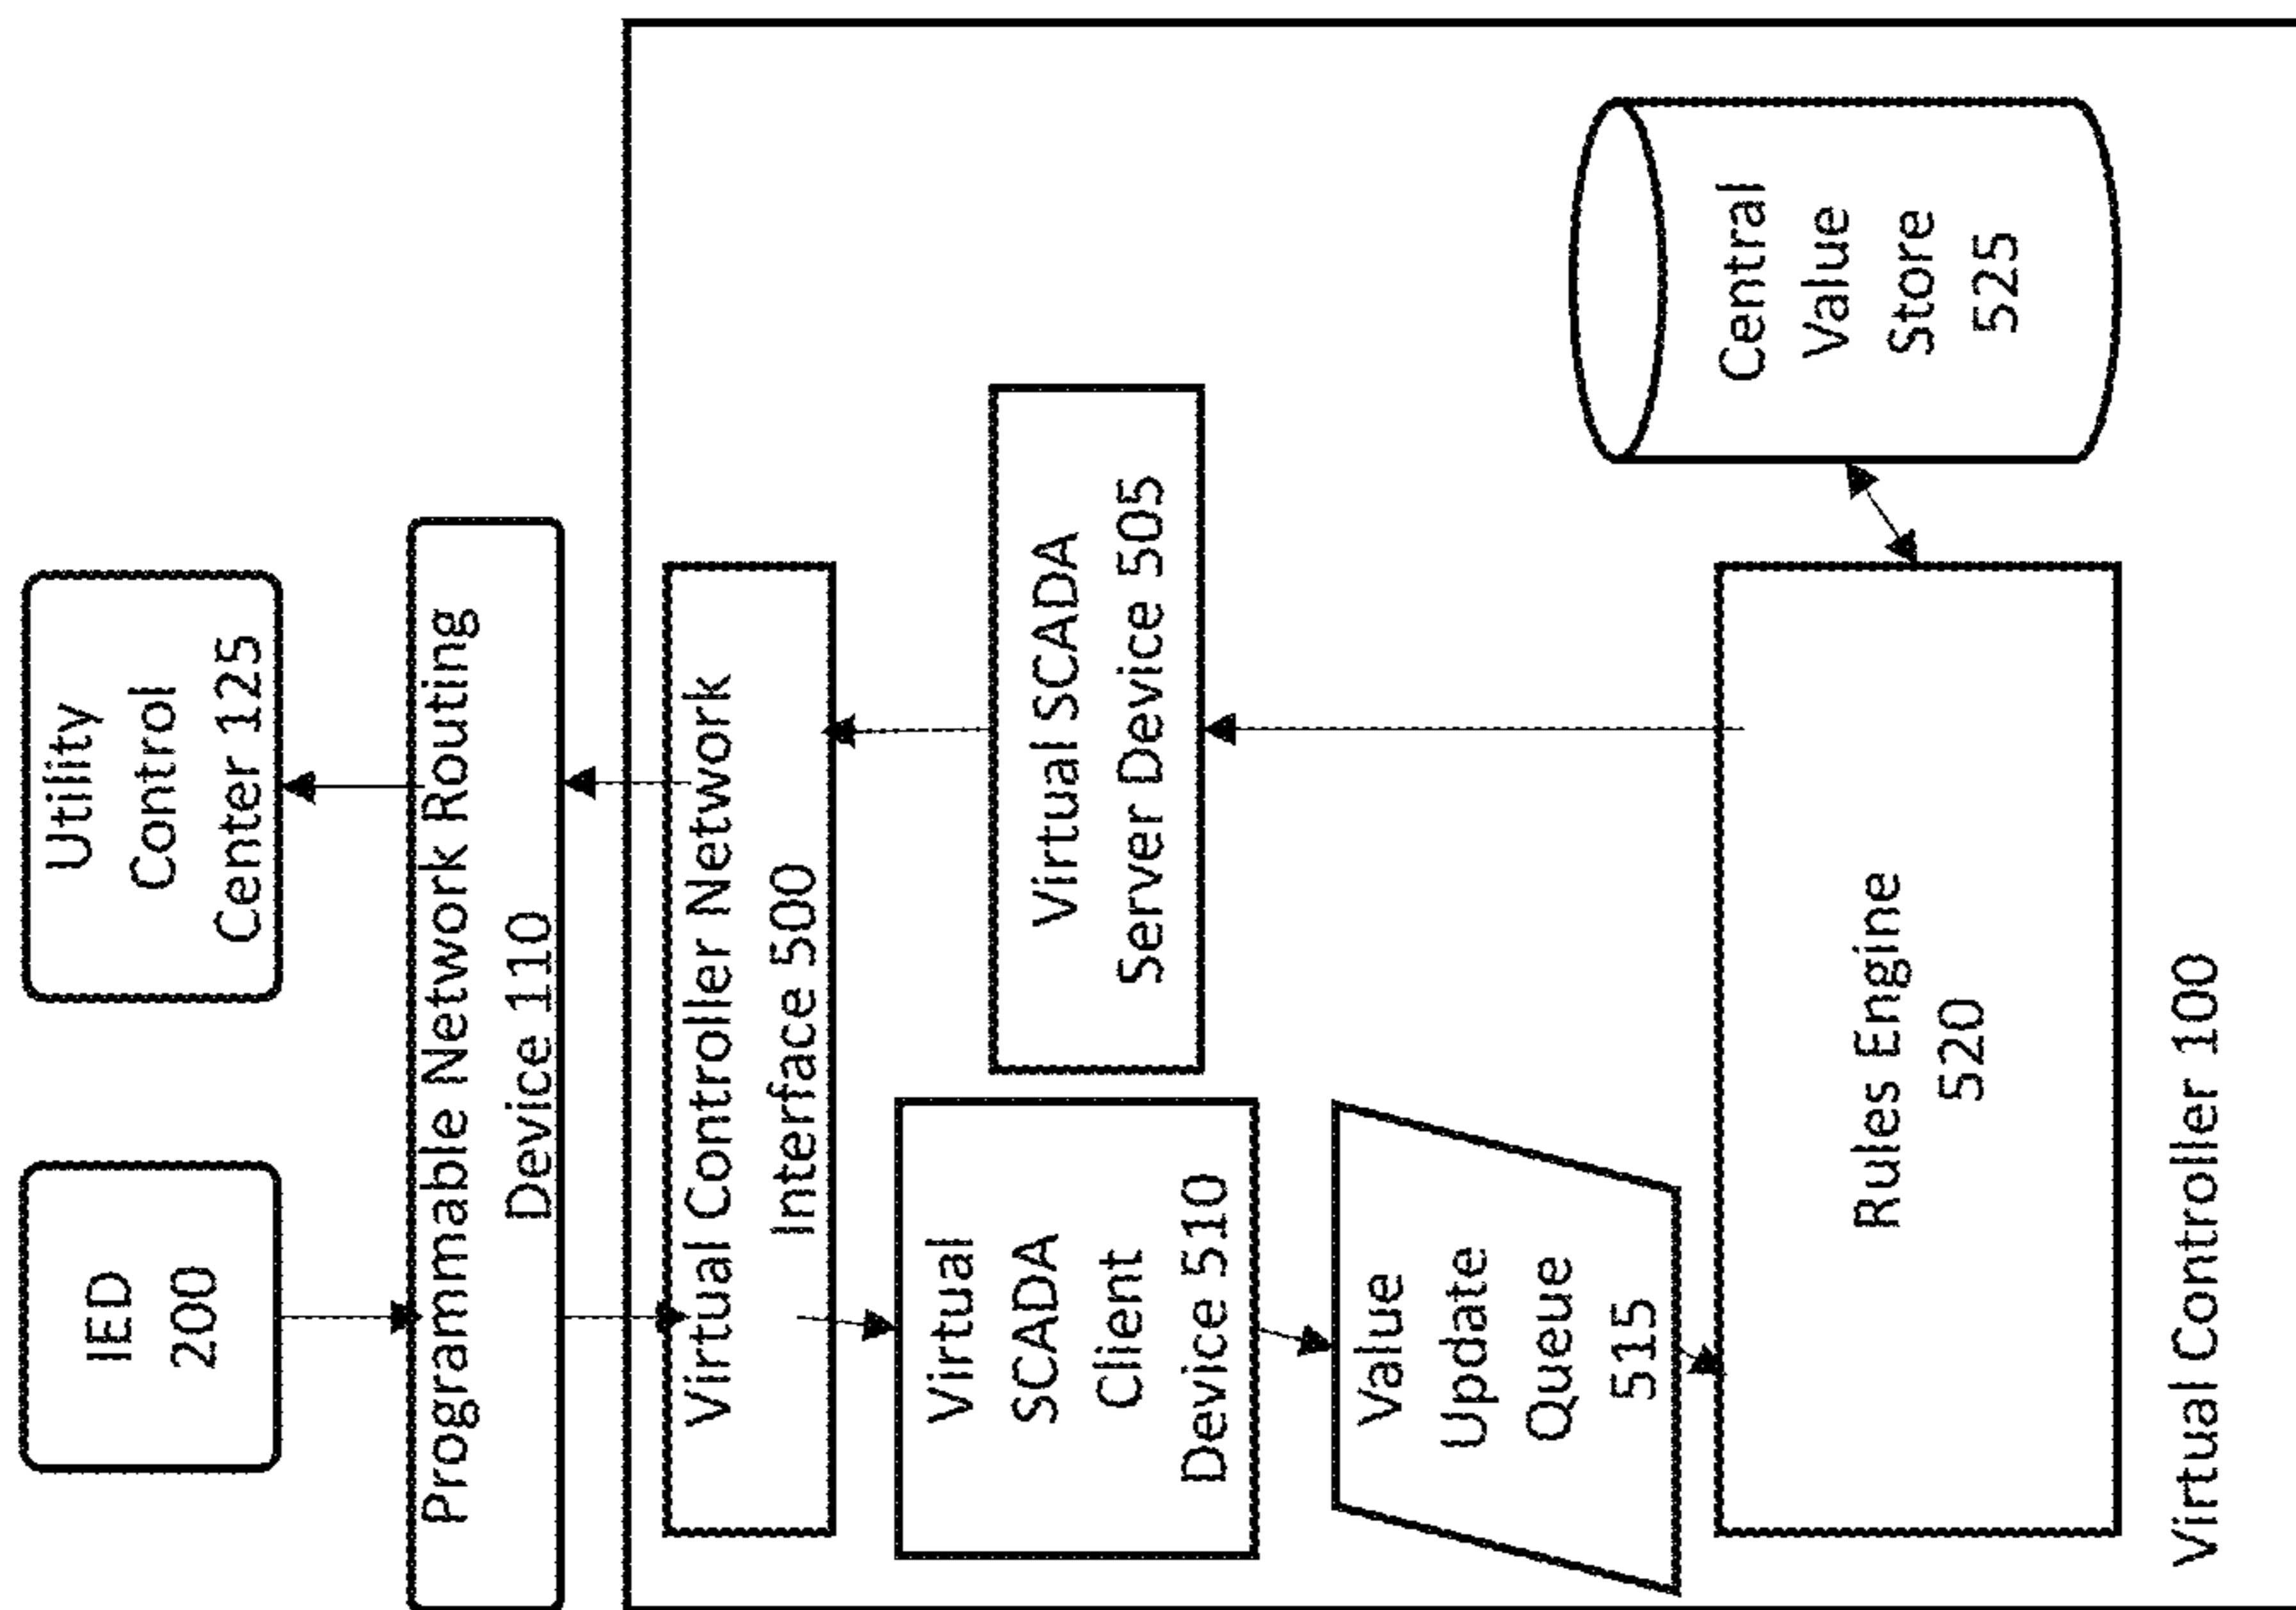 IED
200
Utility
Control
Center 125
Programmable Network Routing
Device 110
Virtual Controller Network
Interface 500
Virtual
SCADA
Client
Device 510
Virtual SCADA
Server Device 505
Value
Update
Queue
515
Rules Engine
520
Central
Value
Store
525
Virtual Controller 100